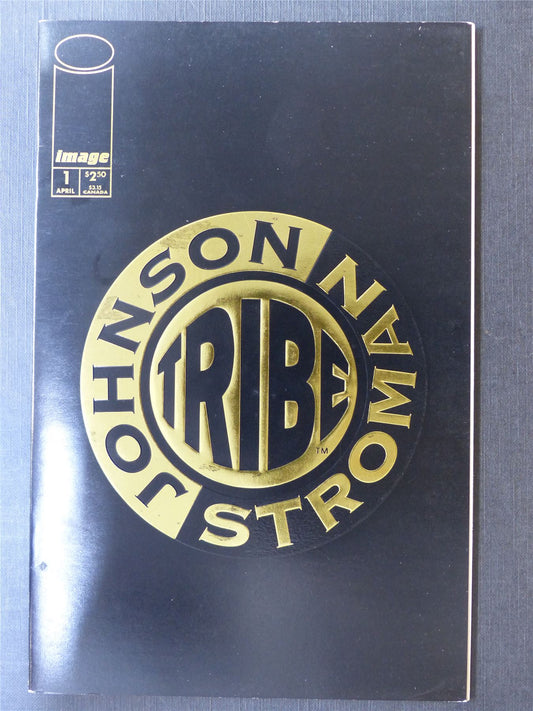 image
1
APRIL
$2.50
$3.15
CANADA
JOHNSON
STROMAN
TRIBE
TM